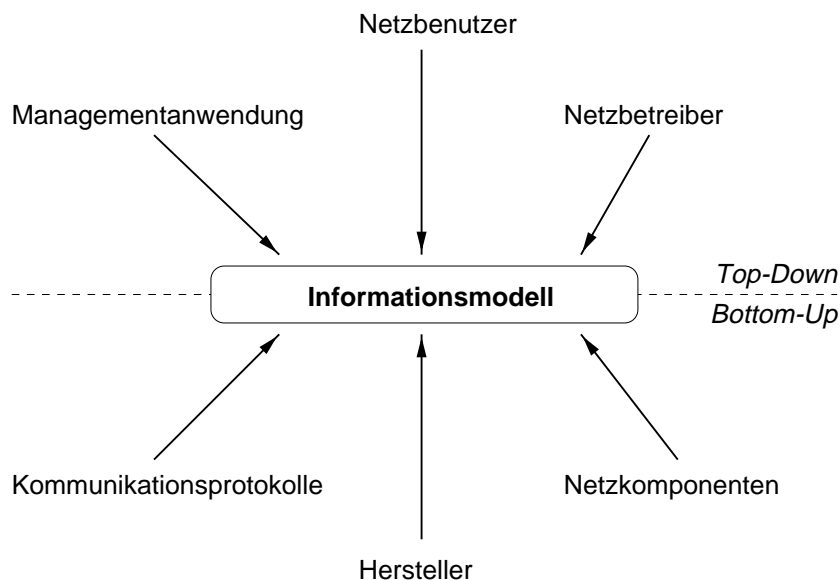 Netzbenutzer
Managementanwendung
Netzbetreiber
Top-Down
Informationsmodell
Bottom-Up
Kommunikationsprotokolle
Netzkomponenten
Hersteller